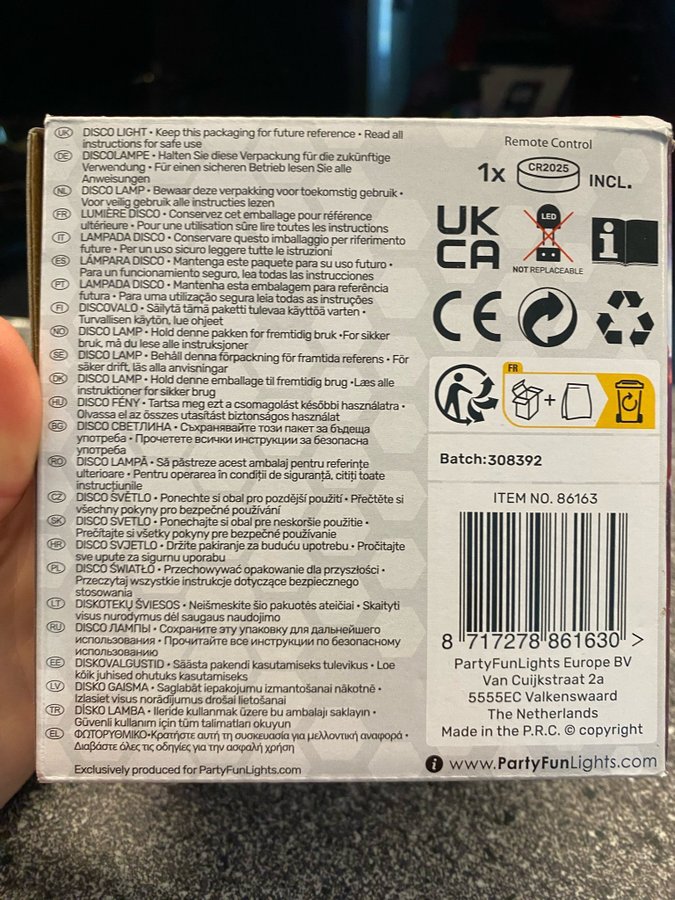 UK DISCO LIGHT • Keep this packaging for future reference • Read all
instructions for safe use
DE DISCOLAMPE • Halten Sie diese Verpackung für die zukünftige
Verwendung • Für einen sicheren Betrieb lesen Sie alle
Anweisungen
NL DISCO LAMP • Bewaar deze verpakking voor toekomstig gebruik •
Voor veilig gebruik alle instructies lezen
FR LUMIÈRE DISCO • Conservez cet emballage pour référence
ultérieure • Pour une utilisation sûre lire toutes les instructions
IT LAMPADA DISCO • Conservare questo imballaggio per riferimento
future • Per un uso sicuro leggere tutte le istruzioni
ES LÁMPARA DISCO • Mantenga este paquete para su uso futuro •
Para un funcionamiento seguro, lea todas las instrucciones
PT LAMPADA DISCO • Mantenha esta embalagem para referência
futura • Para uma utilização segura leia todas as instruções
FI DISCOVALO • Säilytä tämä paketti tulevaa käyttöä varten •
Turvallisen käytön, lue ohjeet
NO DISCO LAMP • Hold denne pakken for fremtidig bruk •For sikker
bruk, må du lese alle instruksjoner
SE DISCO LAMP • Behåll denna förpackning för framtida referens • För
säker drift, läs alla anvisningar
DK DISCO LAMP • Hold denne emballage til fremtidig brug •Læs alle
instruktioner for sikker brug
HU DISCO FÉNY • Tartsa meg ezt a csomagolást későbbi használatra •
Olvassa el az összes utasítást biztonságos használat
BG DISCO СВЕТЛИНА • Съхранявайте този пакет за бъдеща
употреба • Прочетете всички инструкции за безопасна
употреба
RO DISCO LAMPĂ • Să păstreze acest ambalaj pentru referințe
ulterioare • Pentru operarea în condiții de siguranță, citiți toate
instrucțiunile
CZ DISCO SVĚTLO • Ponechte si obal pro pozdější použití • Přečtěte si
všechny pokyny pro bezpečné používání
SK DISCO SVETLO • Ponechajte si obal pre neskoršie použitie •
Prečítajte si všetky pokyny pre bezpečné používanie
HR DISCO SVJETLO • Držite pakiranje za buduću upotrebu • Pročitajte
sve upute za sigurnu uporabu
PL DISCO ŚWIATŁO • Przechowywać opakowanie dla przyszłości •
Przeczytaj wszystkie instrukcje dotyczące bezpiecznego
stosowania
LT DISKOTEKŲ ŠVIESOS • Neišmeskite šio pakuotės ateičiai • Skaityti
visus nurodymus dėl saugaus naudojimo
RU DISCO ЛАМПЫ • Сохраните эту упаковку для дальнейшего
использования • Прочитайте все инструкции по безопасному
использованию
EE DISKOVALGUSTID • Säästa pakendi kasutamiseks tulevikus • Loe
kõik juhised ohutuks kasutamiseks
LV DISKO GAISMA • Saglabāt iepakojumu izmantošanai nākotnē •
Izlasiet visus norādījumus drošai lietošanai
TR DISKO LAMBA • Ileride kullanmak üzere bu ambalajı saklayın •
Güvenli kullanım için tüm talimatları okuyun
EL ΦΩΤΟΡΥΘΜΙΚΟ•Κρατήστε αυτή τη συσκευασία για μελλοντική αναφορά •
Διαβάστε όλες τις οδηγίες για την ασφαλή χρήση
Exclusively produced for PartyFunLights.com
Remote Control
1x CR2025 INCL.
UK
CA
LED
NOT REPLACEABLE
CE
FR
Batch:308392
ITEM NO. 86163
8 717278 861630 >
PartyFunLights Europe BV
Van Cuijkstraat 2a
5555EC Valkenswaard
The Netherlands
Made in the P.R.C. © copyright
www.PartyFunLights.com